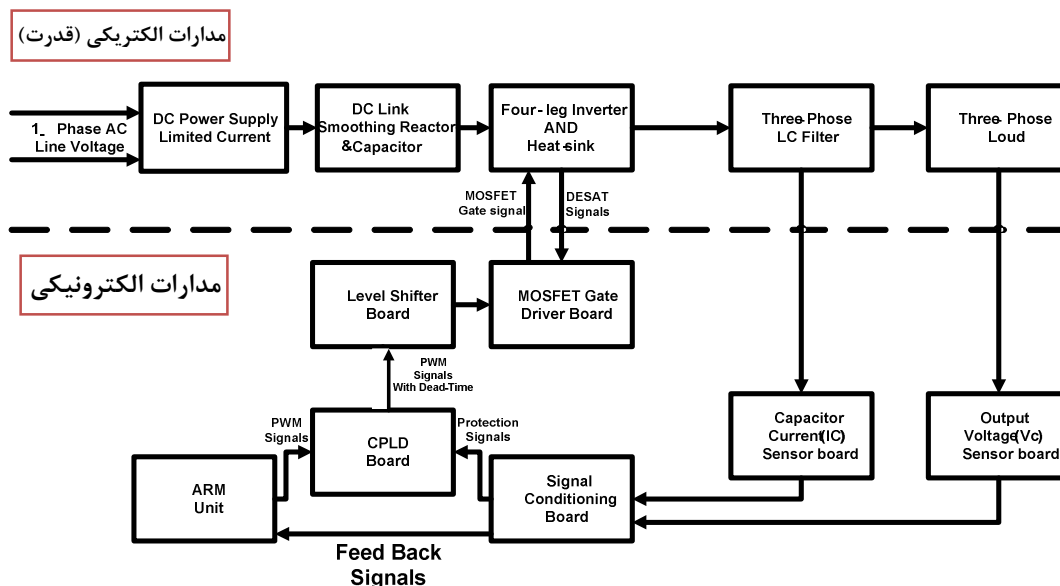 مدارات الکتریکی (قدرت)
1_ Phase AC
Line Voltage
DC Power Supply
Limited Current
DC Link
Smoothing Reactor
&Capacitor
Four-leg Inverter
AND
Heat-sink
Three-Phase
LC Filter
Three- Phase
Loud
MOSFET
Gate signal
DESAT
Signals
مدارات الکترونیکی
Level Shifter
Board
MOSFET Gate
Driver Board
PWM
Signals
With Dead-Time
PWM
Signals
CPLD
Board
Protection
Signals
Capacitor
Current(IC)
Sensor board
Output
Voltage(Vc)
Sensor board
ARM
Unit
Signal
Conditioning
Board
Feed Back
Signals